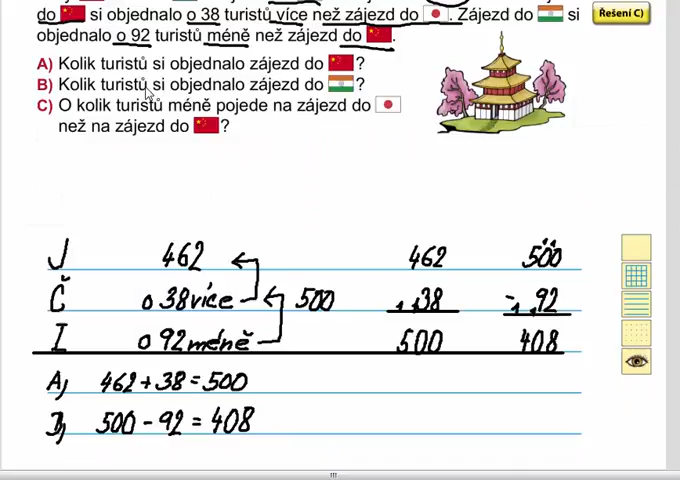 do si objednalo o 38 turistů více než zájezd do . Zájezd do si
objednalo o 92 turistů méně než zájezd do .
Řešení C)
A) Kolik turistů si objednalo zájezd do ?
B) Kolik turistů si objednalo zájezd do ?
C) O kolik turistů méně pojede na zájezd do
než na zájezd do ?
J 462 462 500
Č o 38 více 500 38 - 92
I o 92 méně 500 408
A) 462 + 38 = 500
B) 500 - 92 = 408